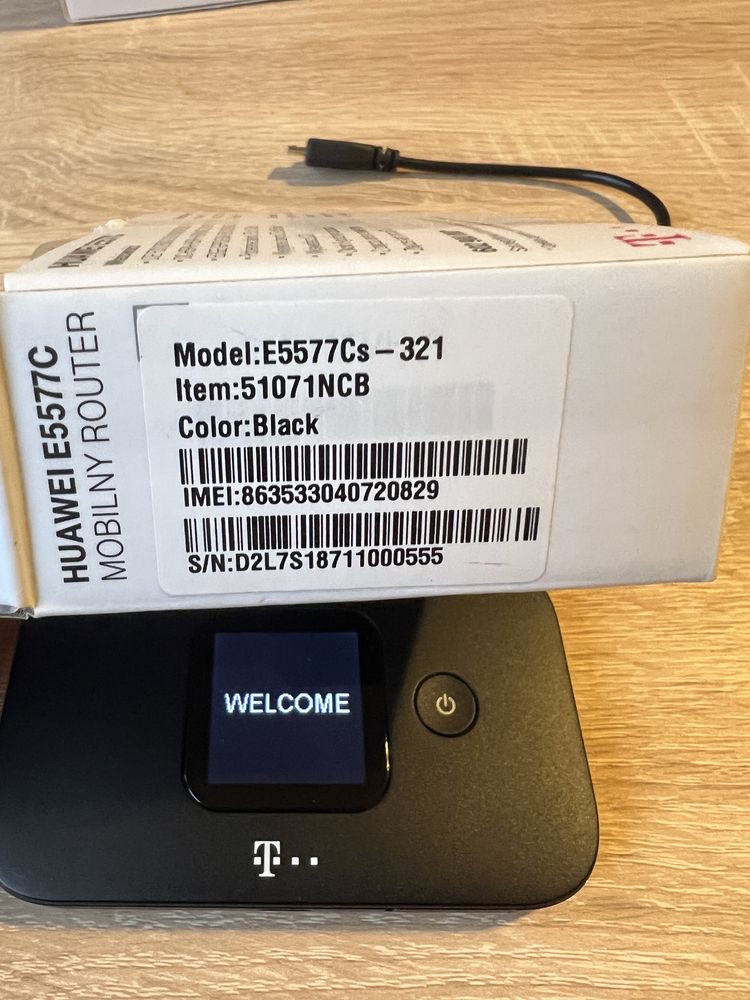 HUAWEI E5577C
MOBILNY ROUTER
Model:E5577Cs-321
Item:51071NCB
Color:Black
IMEI:863533040720829
S/N:D2L7S18711000555
WELCOME
T